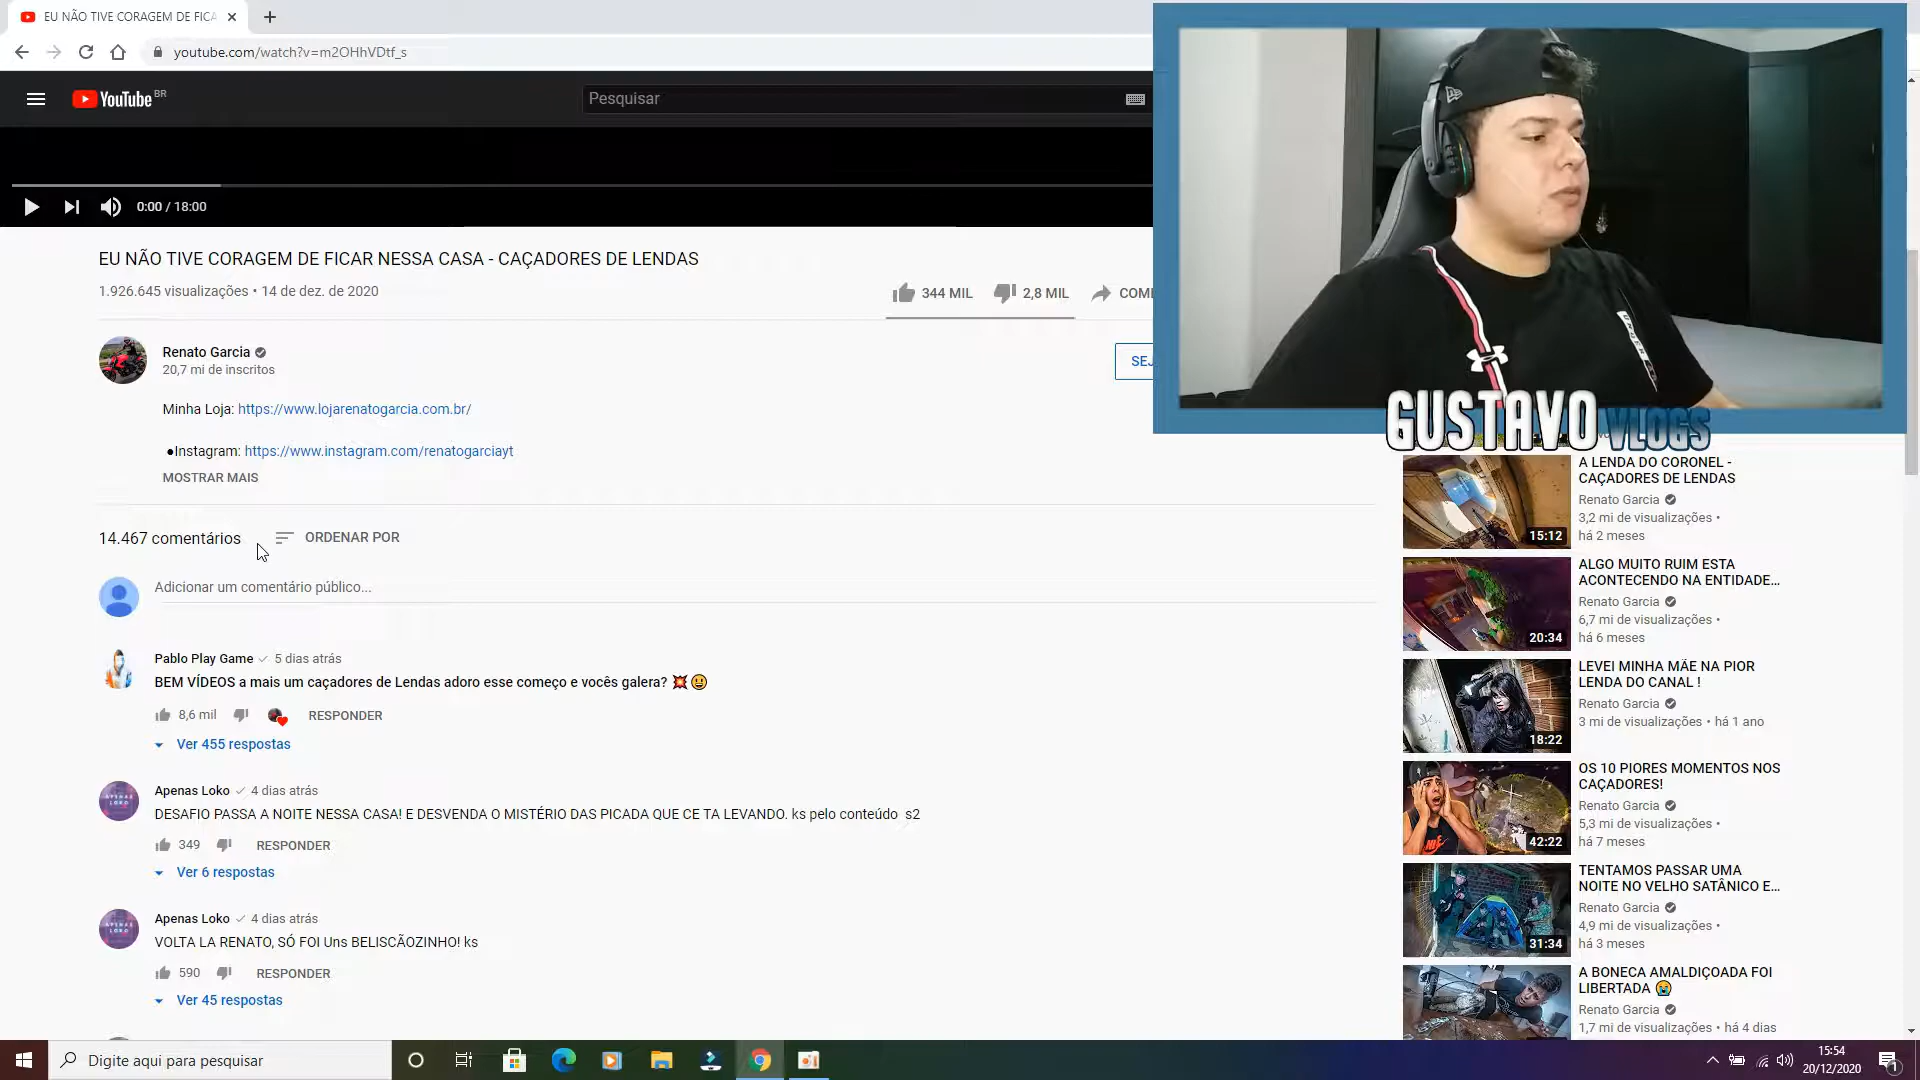 EU NÃO TIVE CORAGEM DE FICA
youtube.com/watch?v=m2OHhVDtf_s
YouTube BR
Pesquisar
0:00 / 18:00
EU NÃO TIVE CORAGEM DE FICAR NESSA CASA - CAÇADORES DE LENDAS
1.926.645 visualizações • 14 de dez. de 2020
344 MIL
2,8 MIL
COM
Renato Garcia
20,7 mi de inscritos
SEJ
Minha Loja: https://www.lojarenatogarcia.com.br/
●Instagram: https://www.instagram.com/renatogarciayt
MOSTRAR MAIS
14.467 comentários
ORDENAR POR
Adicionar um comentário público...
Pablo Play Game 5 dias atrás
BEM VÍDEOS a mais um caçadores de Lendas adoro esse começo e vocês galera? 💥😀
8,6 mil
RESPONDER
Ver 455 respostas
Apenas Loko 4 dias atrás
DESAFIO PASSA A NOITE NESSA CASA! E DESVENDA O MISTÉRIO DAS PICADA QUE CE TA LEVANDO. ks pelo conteúdo s2
349
RESPONDER
Ver 6 respostas
Apenas Loko 4 dias atrás
VOLTA LA RENATO, SÓ FOI Uns BELISCÃOZINHO! ks
590
RESPONDER
Ver 45 respostas
GUSTAVO VLOGS
A LENDA DO CORONEL -
CAÇADORES DE LENDAS
Renato Garcia
3,2 mi de visualizações •
há 2 meses
15:12
ALGO MUITO RUIM ESTA
ACONTECENDO NA ENTIDADE...
Renato Garcia
6,7 mi de visualizações •
há 6 meses
20:34
LEVEI MINHA MÃE NA PIOR
LENDA DO CANAL !
Renato Garcia
3 mi de visualizações • há 1 ano
18:22
OS 10 PIORES MOMENTOS NOS
CAÇADORES!
Renato Garcia
5,3 mi de visualizações •
há 7 meses
42:22
TENTAMOS PASSAR UMA
NOITE NO VELHO SATÂNICO E...
Renato Garcia
4,9 mi de visualizações •
há 3 meses
31:34
A BONECA AMALDIÇOADA FOI
LIBERTADA 😭
Renato Garcia
1,7 mi de visualizações • há 4 dias
Digite aqui para pesquisar
15:54
20/12/2020
1